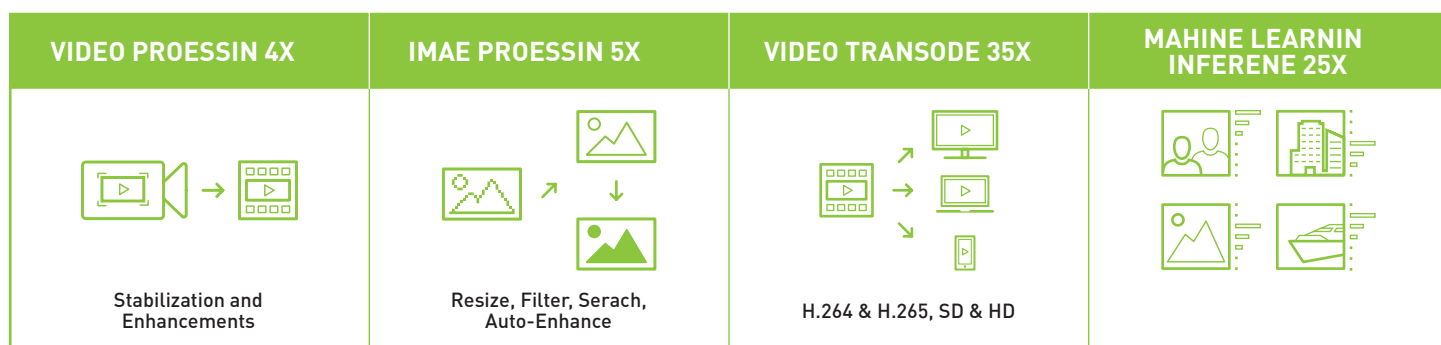 VIDEO PROESSIN 4X
IMAE PROESSIN 5X
VIDEO TRANSODE 35X
MAHINE LEARNIN
INFERENE 25X
Stabilization and
Enhancements
Resize, Filter, Serach,
Auto-Enhance
H.264 & H.265, SD & HD